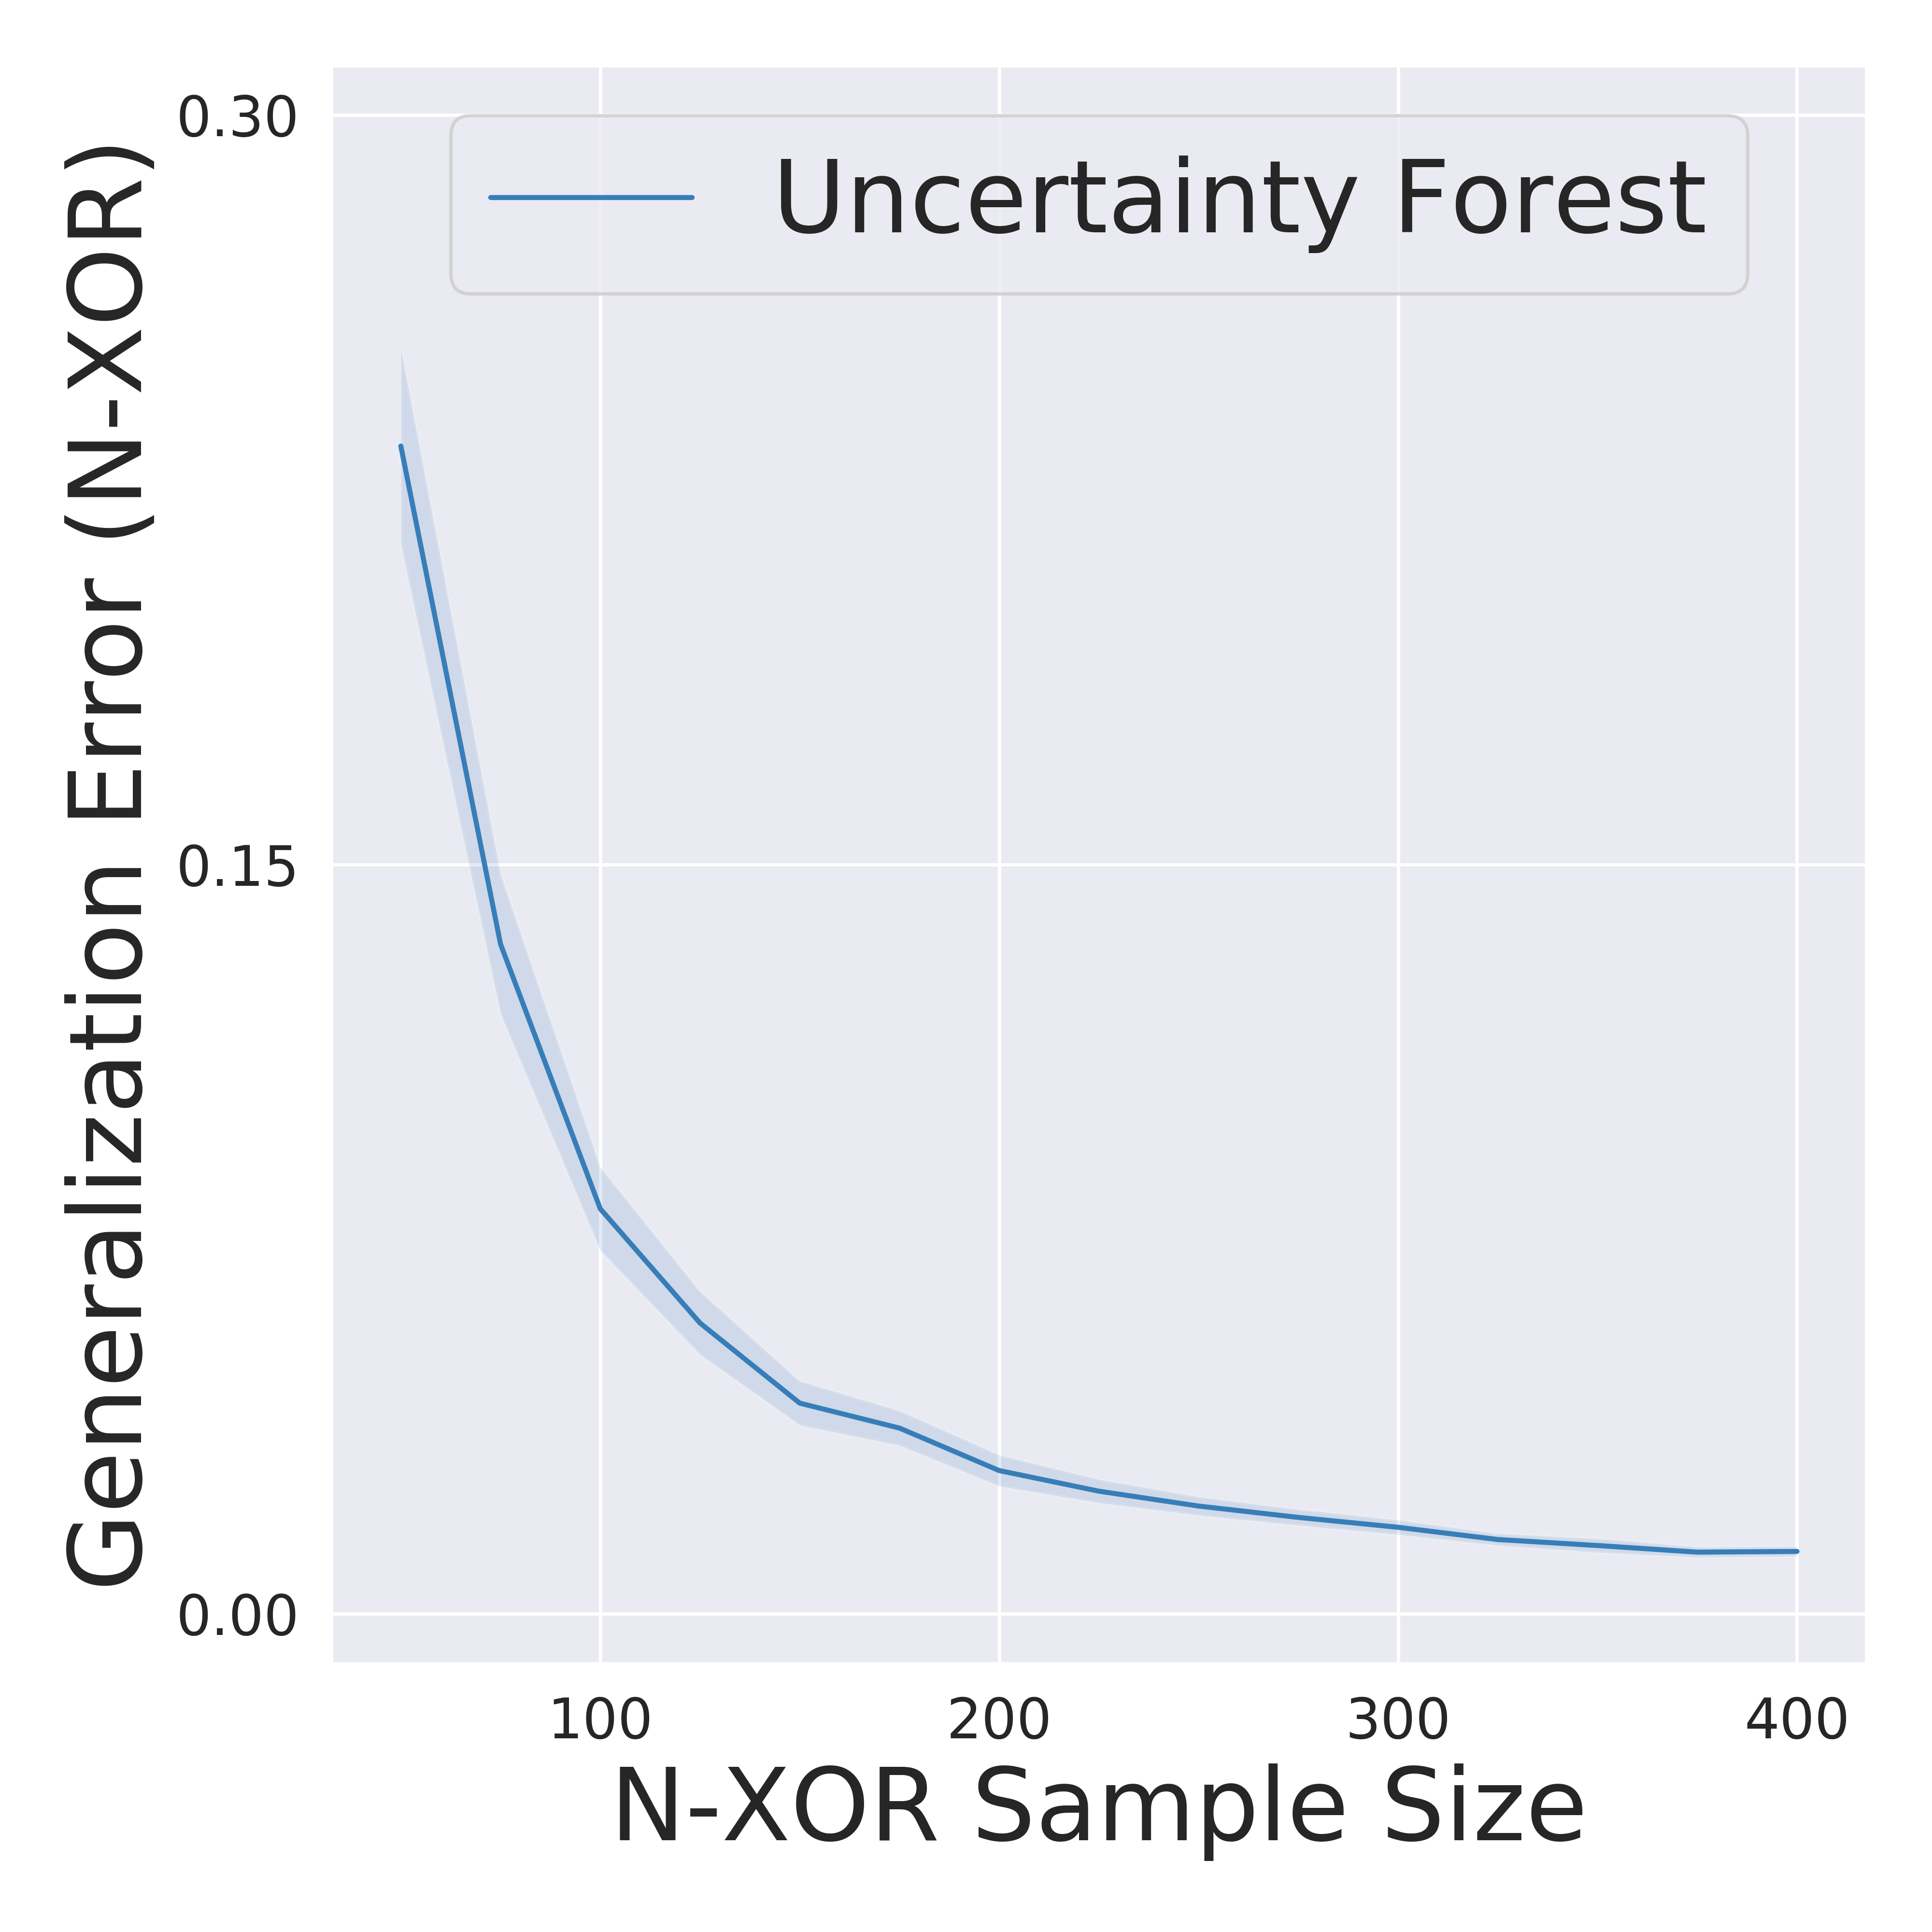 Generalization Error (N-XOR)
0.30
0.15
0.00
Uncertainty Forest
100 200 300 400
N-XOR Sample Size